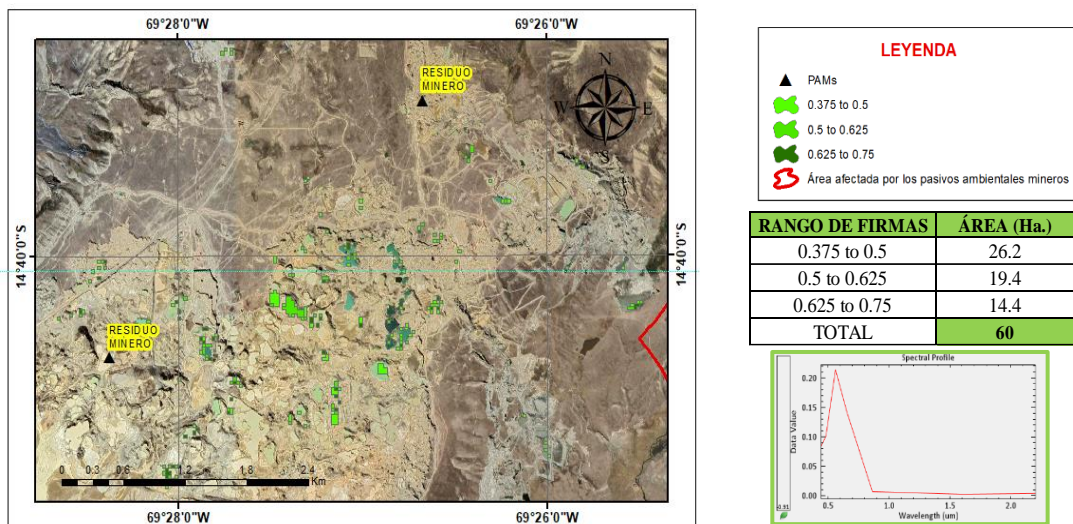 69°28'0"W
69°26'0"W
14°40'0"S
RESIDUO
MINERO
N
W
E
S
RESIDUO
MINERO
0 0.3 0.6 1.2 1.8 2.4
Km
14°40'0"S
69°28'0"W
69°26'0"W
LEYENDA
PAMs
0.375 to 0.5
0.5 to 0.625
0.625 to 0.75
Área afectada por los pasivos ambientales mineros
RANGO DE FIRMAS ÁREA (Ha.)
0.375 to 0.5 26.2
0.5 to 0.625 19.4
0.625 to 0.75 14.4
TOTAL 60
Spectral Profile
Data Value
0.20
0.15
0.10
0.05
0.00
0.5 1.0 1.5 2.0
Wavelength (um)